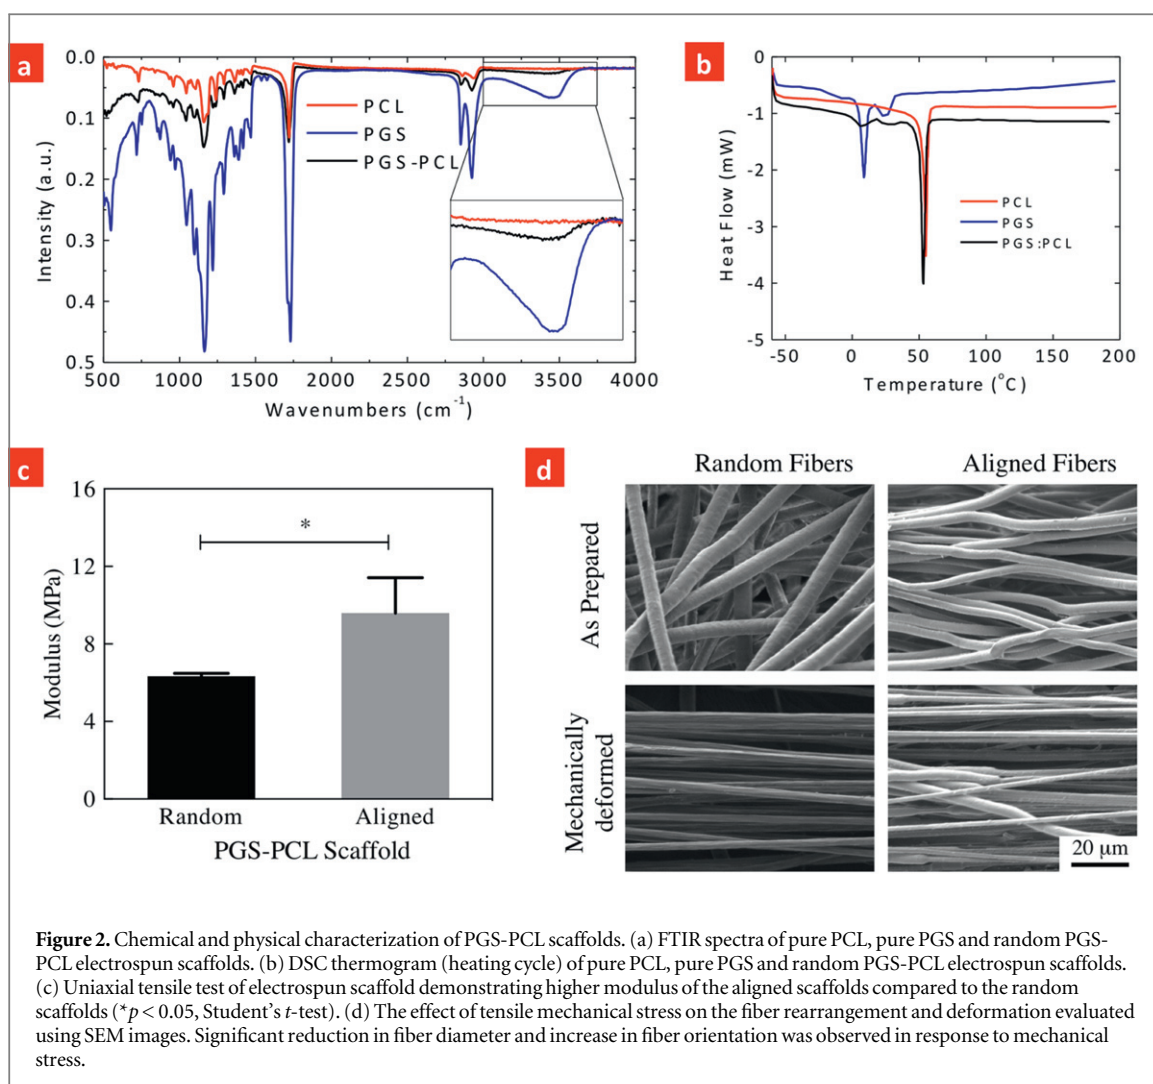 a
0.0
0.1
0.2
0.3
0.4
0.5
Intensity (a.u.)
PCL
PGS
PGS-PCL
500 1000 1500 2000 2500 3000 3500 4000
Wavenumbers (cm⁻¹)
b
0
-1
-2
-3
-4
-5
Heat Flow (mW)
PCL
PGS
PGS:PCL
-50 0 50 100 150 200
Temperature (°C)
c
16
12
8
4
0
Modulus (MPa)
*
Random Aligned
PGS-PCL Scaffold
d
Random Fibers Aligned Fibers
As Prepared
Mechanically
deformed
20 μm
Figure 2. Chemical and physical characterization of PGS-PCL scaffolds. (a) FTIR spectra of pure PCL, pure PGS and random PGS-
PCL electrospun scaffolds. (b) DSC thermogram (heating cycle) of pure PCL, pure PGS and random PGS-PCL electrospun scaffolds.
(c) Uniaxial tensile test of electrospun scaffold demonstrating higher modulus of the aligned scaffolds compared to the random
scaffolds (*p < 0.05, Student's t-test). (d) The effect of tensile mechanical stress on the fiber rearrangement and deformation evaluated
using SEM images. Significant reduction in fiber diameter and increase in fiber orientation was observed in response to mechanical
stress.